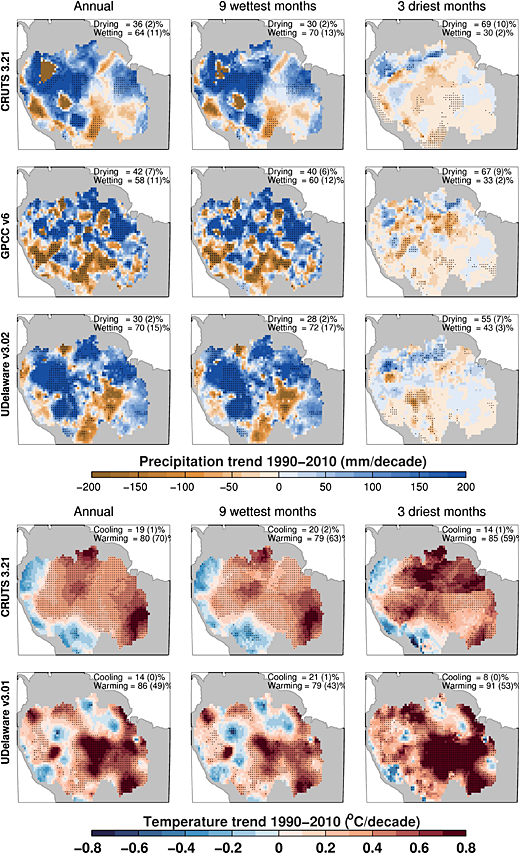 Annual
9 wettest months
3 driest months
CRUTS 3.21
Drying = 36 (2)%
Wetting = 64 (11)%
Drying = 30 (2)%
Wetting = 70 (13)%
Drying = 69 (10)%
Wetting = 30 (2)%
GPCC v6
Drying = 42 (7)%
Wetting = 58 (11)%
Drying = 40 (6)%
Wetting = 60 (12)%
Drying = 67 (9)%
Wetting = 33 (2)%
UDelaware v3.02
Drying = 30 (2)%
Wetting = 70 (15)%
Drying = 28 (2)%
Wetting = 72 (17)%
Drying = 55 (7)%
Wetting = 43 (3)%
Precipitation trend 1990−2010 (mm/decade)
−200 −150 −100 −50 0 50 100 150 200
Annual
9 wettest months
3 driest months
CRUTS 3.21
Cooling = 19 (1)%
Warming = 80 (70)%
Cooling = 20 (2)%
Warming = 79 (63)%
Cooling = 14 (1)%
Warming = 85 (59)%
UDelaware v3.01
Cooling = 14 (0)%
Warming = 86 (49)%
Cooling = 21 (1)%
Warming = 79 (43)%
Cooling = 8 (0)%
Warming = 91 (53)%
Temperature trend 1990−2010 (°C/decade)
−0.8 −0.6 −0.4 −0.2 0 0.2 0.4 0.6 0.8